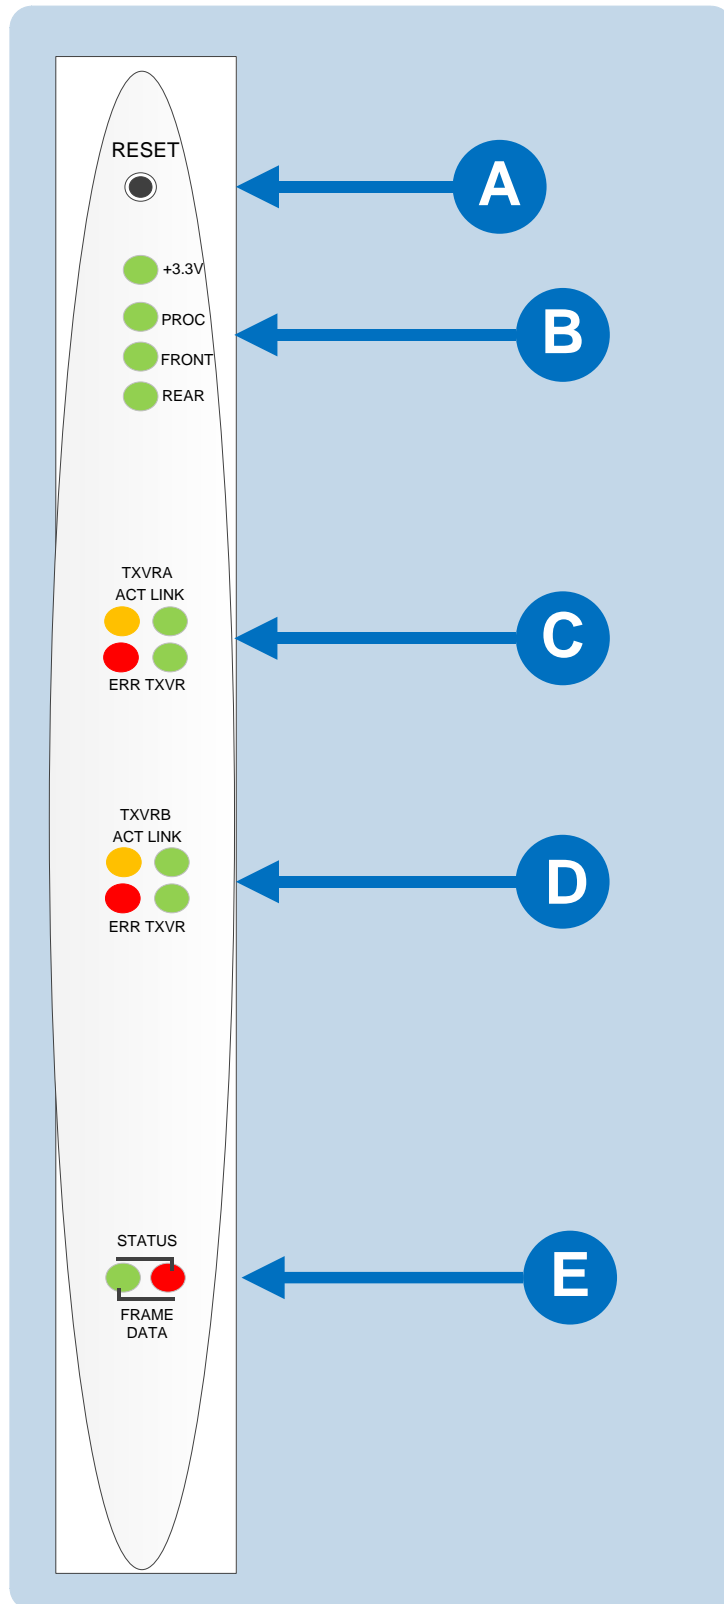 RESET
A
+3.3V
PROC
B
FRONT
REAR
TXVRA
ACT LINK
C
ERR TXVR
TXVRB
ACT LINK
D
ERR TXVR
STATUS
E
FRAME
DATA